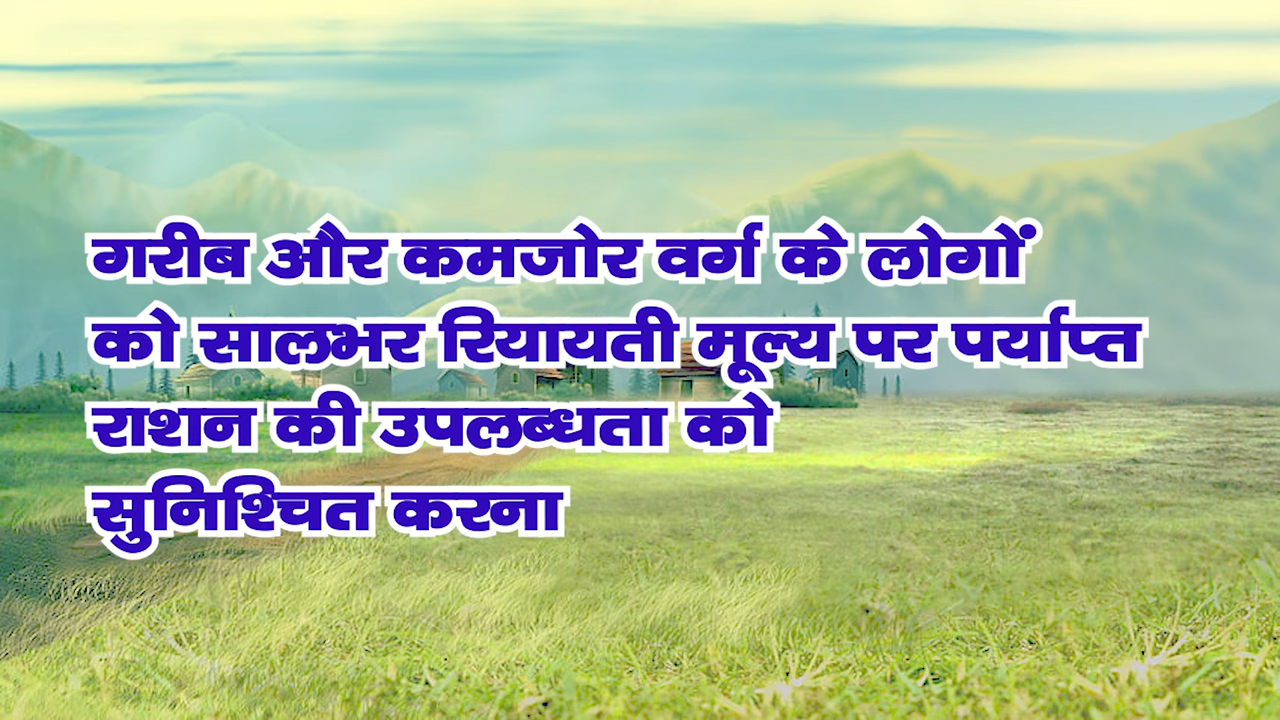 गरीब और कमजोर वर्ग के लोगों
को सालभर रियायती मूल्य पर पर्याप्त
राशन की उपलब्धता को
सुनिश्चित करना